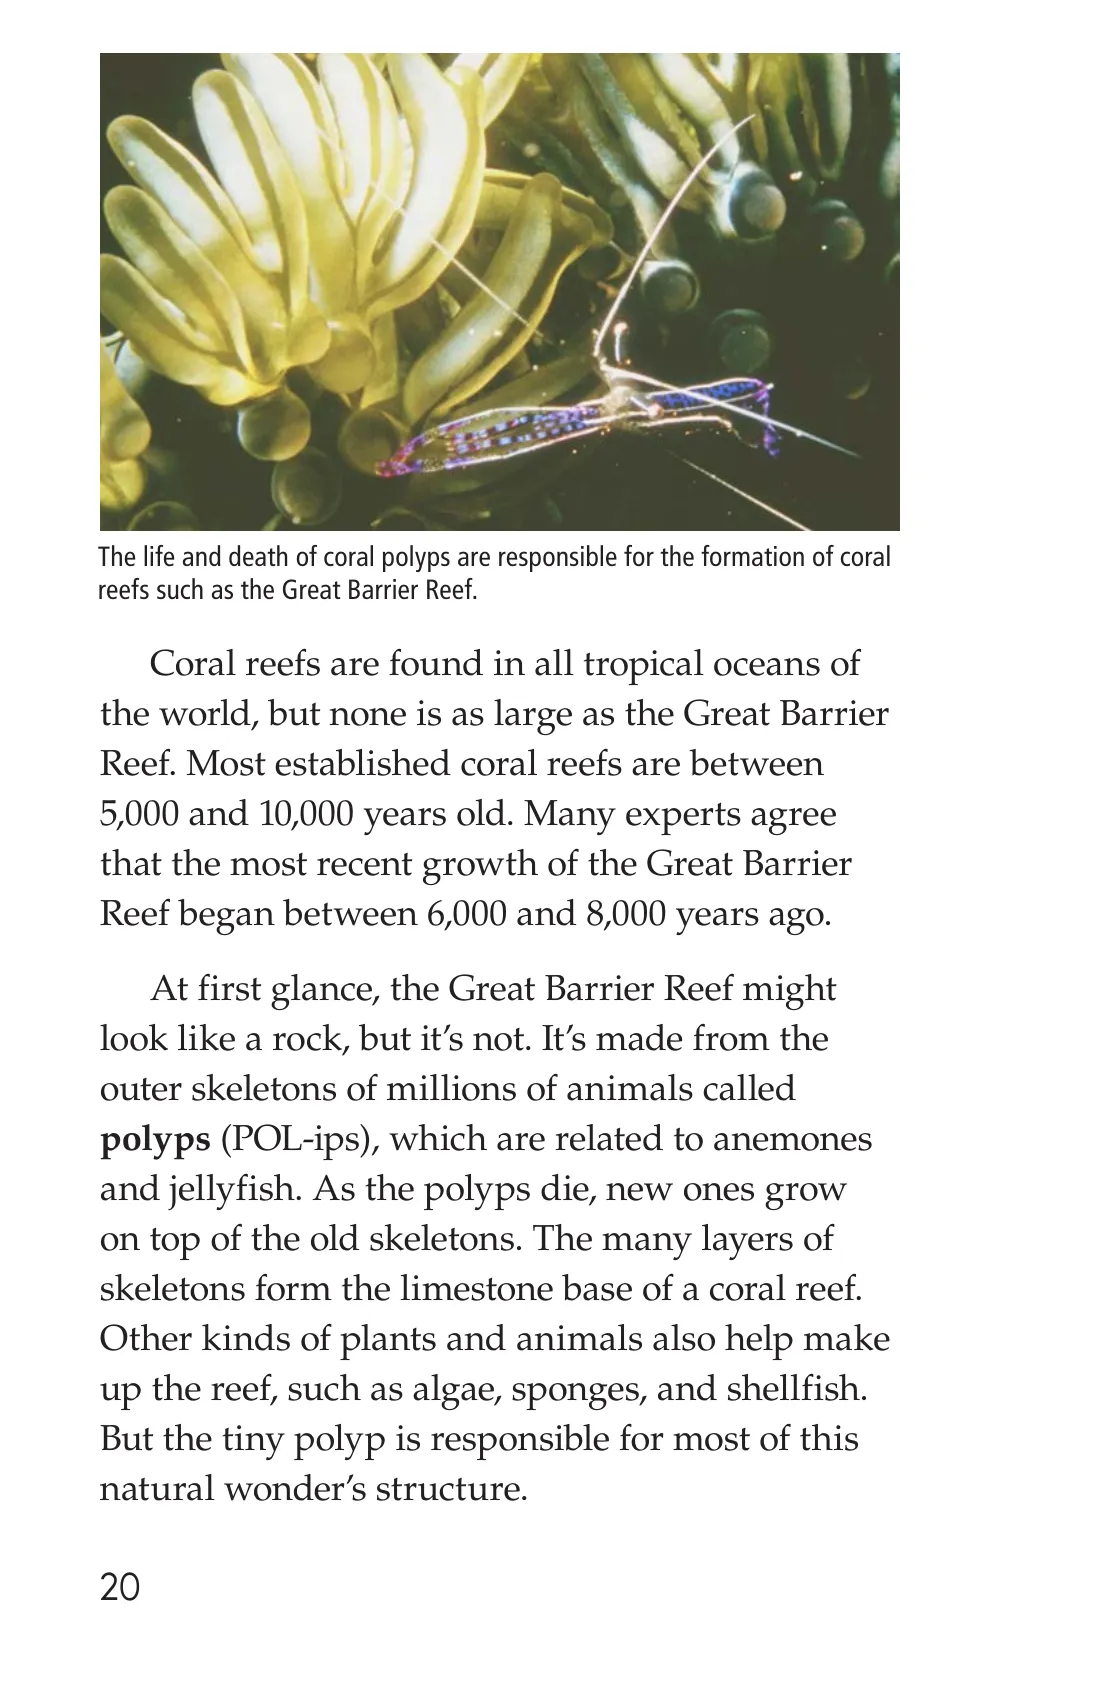 The life and death of coral polyps are responsible for the formation of coral
reefs such as the Great Barrier Reef.
Coral reefs are found in all tropical oceans of
the world, but none is as large as the Great Barrier
Reef. Most established coral reefs are between
5,000 and 10,000 years old. Many experts agree
that the most recent growth of the Great Barrier
Reef began between 6,000 and 8,000 years ago.
At first glance, the Great Barrier Reef might
look like a rock, but it’s not. It’s made from the
outer skeletons of millions of animals called
polyps (POL-ips), which are related to anemones
and jellyfish. As the polyps die, new ones grow
on top of the old skeletons. The many layers of
skeletons form the limestone base of a coral reef.
Other kinds of plants and animals also help make
up the reef, such as algae, sponges, and shellfish.
But the tiny polyp is responsible for most of this
natural wonder’s structure.
20